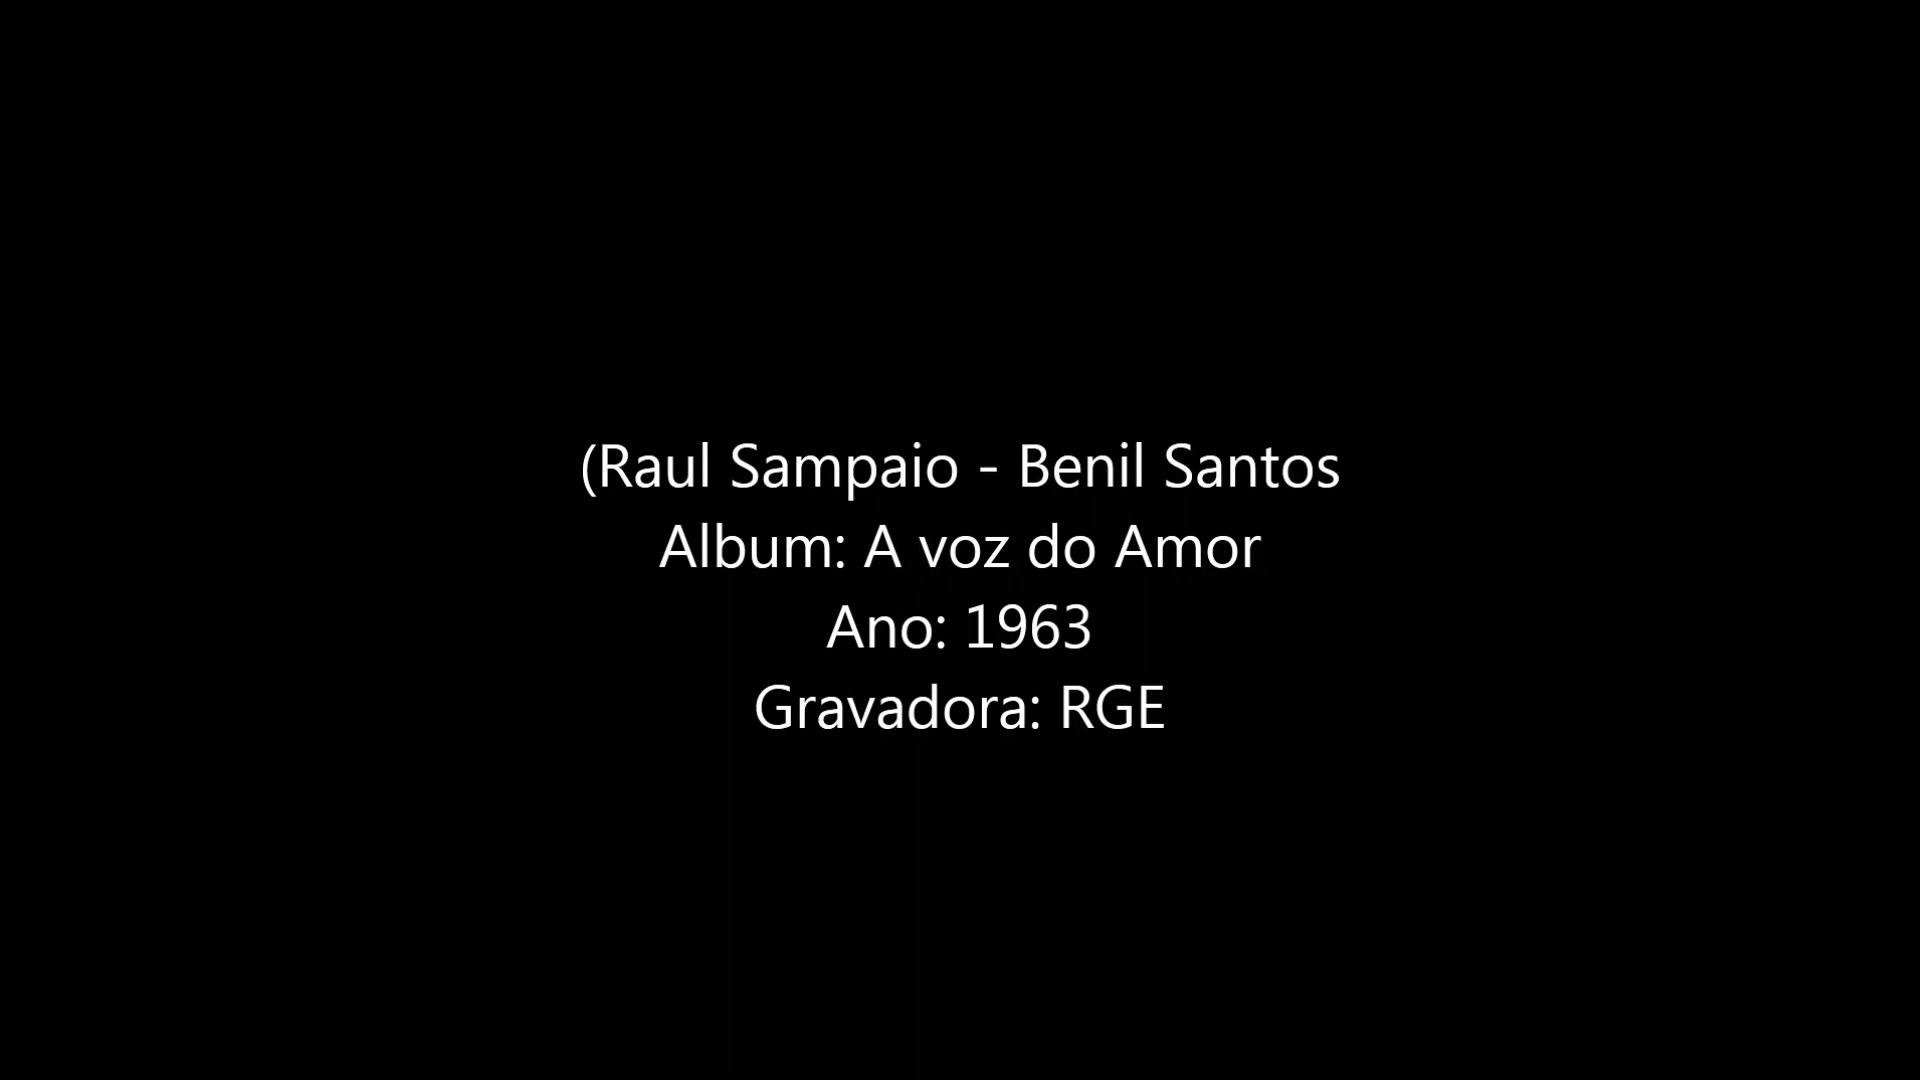 (Raul Sampaio - Benil Santos
Album: A voz do Amor
Ano: 1963
Gravadora: RGE